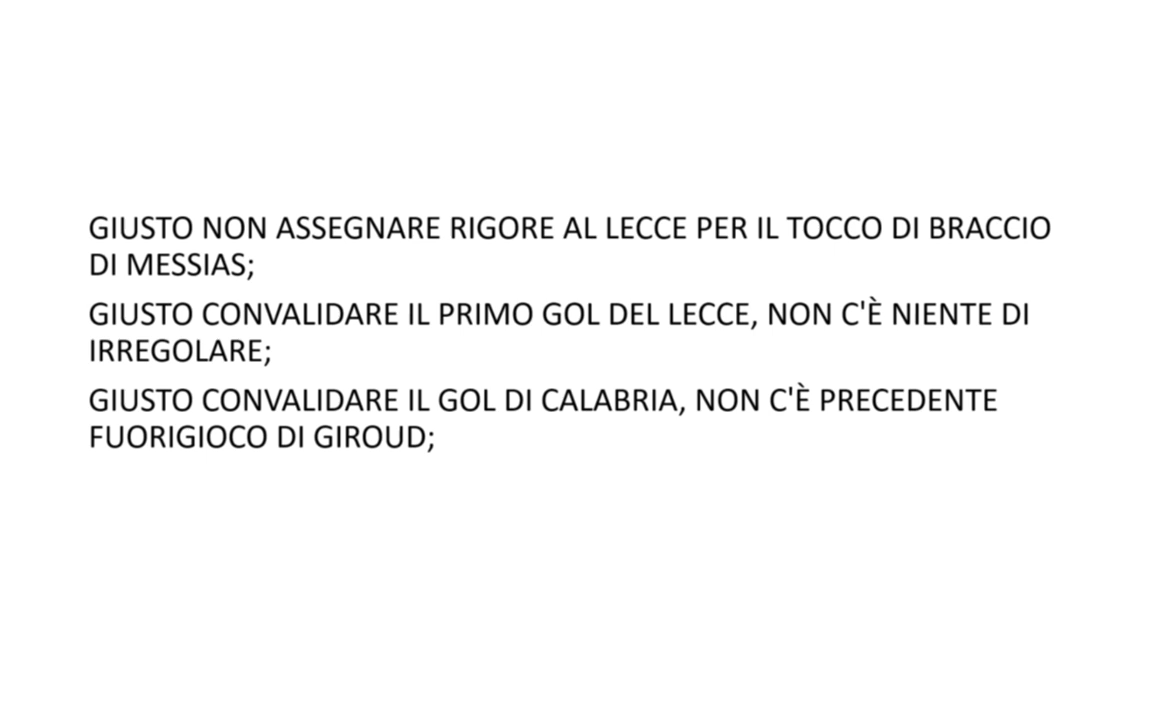 GIUSTO NON ASSEGNARE RIGORE AL LECCE PER IL TOCCO DI BRACCIO
DI MESSIAS;
GIUSTO CONVALIDARE IL PRIMO GOL DEL LECCE, NON C'È NIENTE DI
IRREGOLARE;
GIUSTO CONVALIDARE IL GOL DI CALABRIA, NON C'È PRECEDENTE
FUORIGIOCO DI GIROUD;